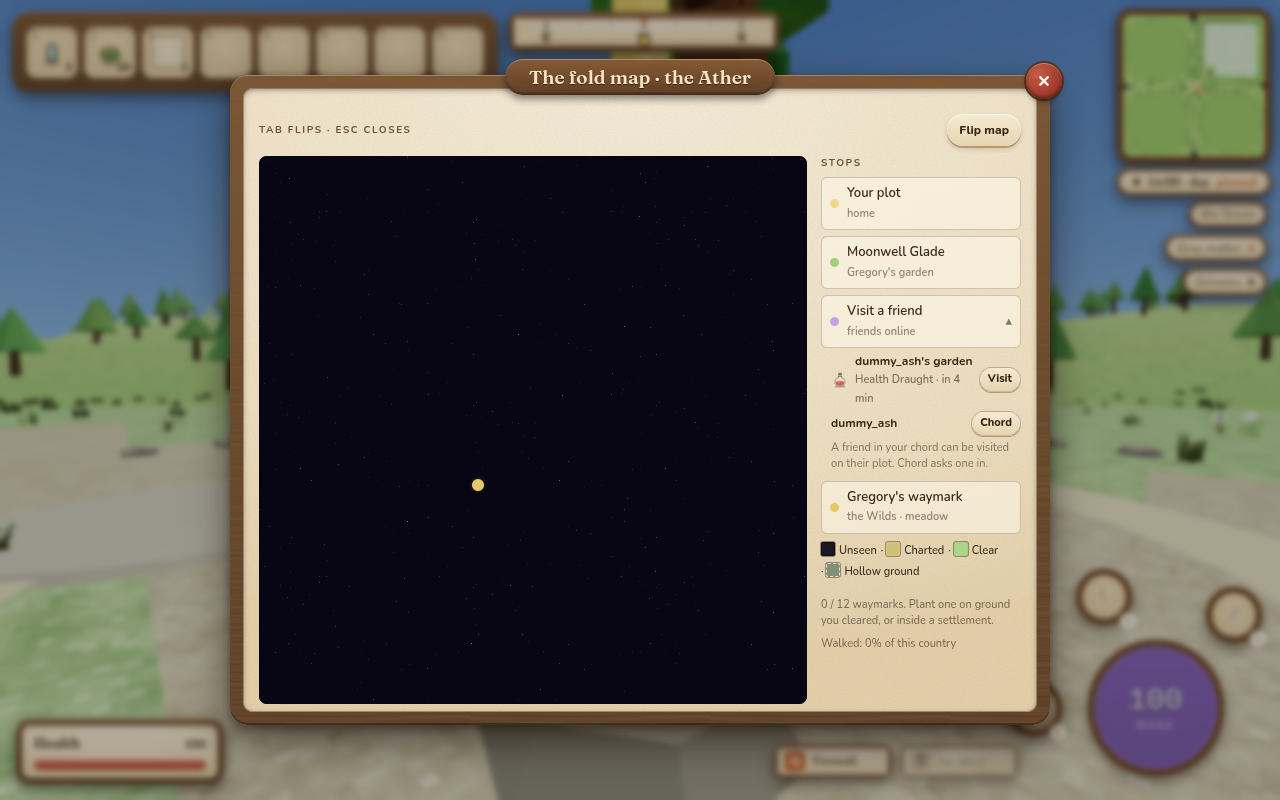 The fold map · the Ather
TAB FLIPS · ESC CLOSES
Flip map
STOPS
Your plot
home
Moonwell Glade
Gregory's garden
Visit a friend
friends online
dummy_ash's garden
Health Draught · in 4
min
Visit
dummy_ash
Chord
A friend in your chord can be visited
on their plot. Chord asks one in.
Gregory's waymark
the Wilds · meadow
Unseen · Charted · Clear
· Hollow ground
0 / 12 waymarks. Plant one on ground
you cleared, or inside a settlement.
Walked: 0% of this country
Health 100
100